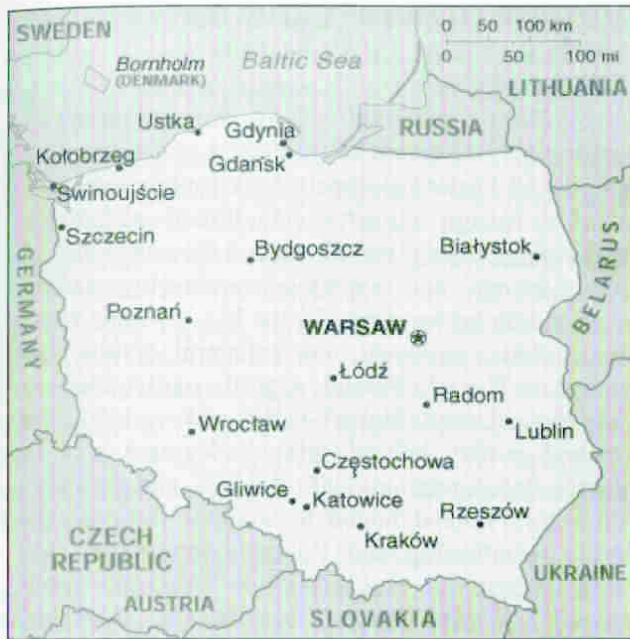 SWEDEN
Bornholm
(DENMARK)
Baltic Sea
0 50 100 km
0 50 100 mi
LITHUANIA
RUSSIA
Ustka
Gdynia
Gdańsk
Kołobrzeg
Swinoujście
Szczecin
GERMANY
Bydgoszcz
Białystok
BELARUS
Poznań
WARSAW
Łódź
Radom
Wrocław
Lublin
Częstochowa
Gliwice
Katowice
Kraków
Rzeszów
CZECH
REPUBLIC
UKRAINE
AUSTRIA
SLOVAKIA